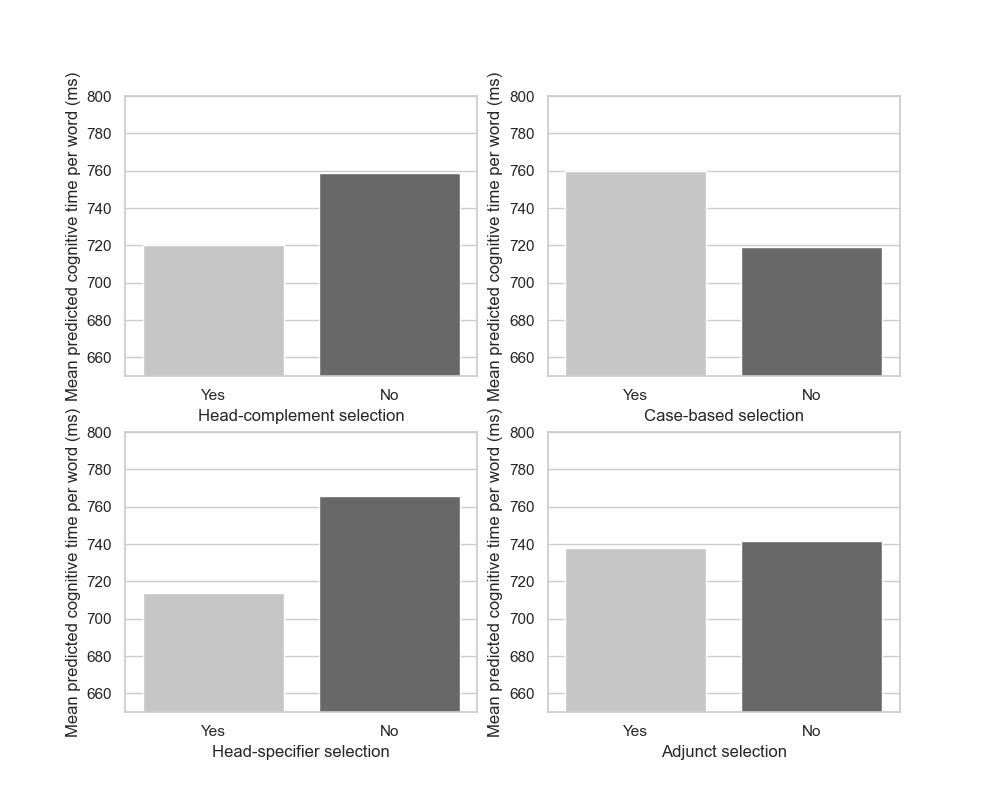 Mean predicted cognitive time per word (ms)
800
780
760
740
720
700
680
660
Yes No
Head-complement selection
Mean predicted cognitive time per word (ms)
800
780
760
740
720
700
680
660
Yes No
Case-based selection
Mean predicted cognitive time per word (ms)
800
780
760
740
720
700
680
660
Yes No
Head-specifier selection
Mean predicted cognitive time per word (ms)
800
780
760
740
720
700
680
660
Yes No
Adjunct selection